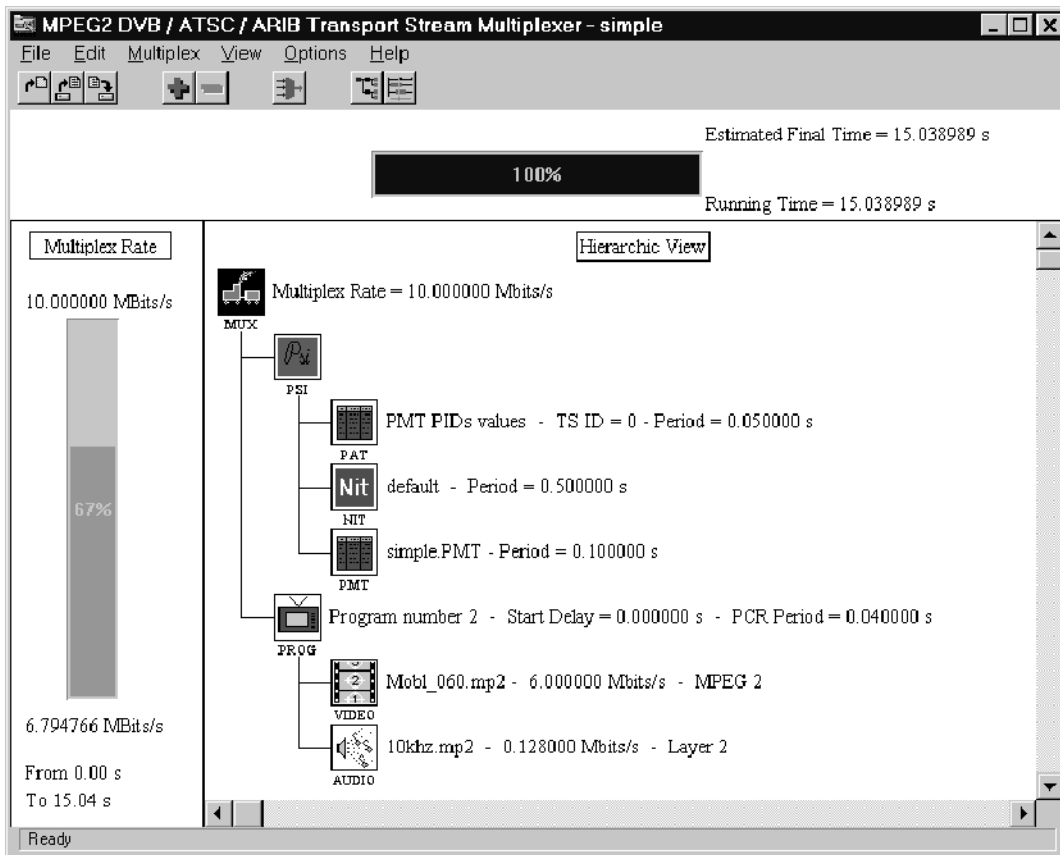 MPEG2 DVB / ATSC / ARIB Transport Stream Multiplexer - simple
File Edit Multiplex View Options Help
Estimated Final Time = 15.038989 s
100%
Running Time = 15.038989 s
Multiplex Rate
10.000000 MBits/s
67%
6.794766 MBits/s
From 0.00 s
To 15.04 s
Hierarchic View
Multiplex Rate = 10.000000 Mbits/s
MUX
Psi
PSI
PMT PIDs values - TS ID = 0 - Period = 0.050000 s
PAT
Nit
default - Period = 0.500000 s
NIT
simple.PMT - Period = 0.100000 s
PMT
Program number 2 - Start Delay = 0.000000 s - PCR Period = 0.040000 s
PROG
2
1
Mobl_060.mp2 - 6.000000 Mbits/s - MPEG 2
VIDEO
10khz.mp2 - 0.128000 Mbits/s - Layer 2
AUDIO
Ready